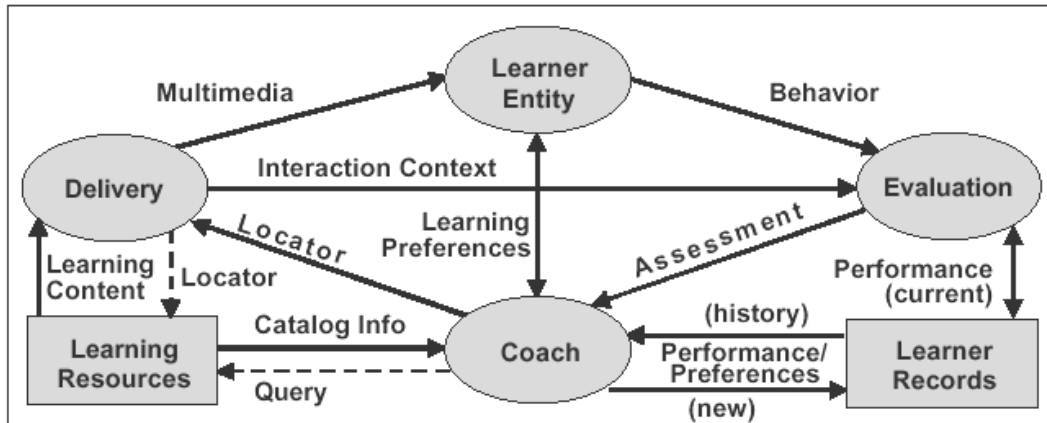 Learner
Entity
Multimedia
Behavior
Interaction Context
Delivery
Evaluation
Learning
Preferences
Locator
Assessment
Learning
Content
Locator
Performance
(current)
Catalog Info
(history)
Learning
Resources
Coach
Performance/
Preferences
Learner
Records
Query
(new)